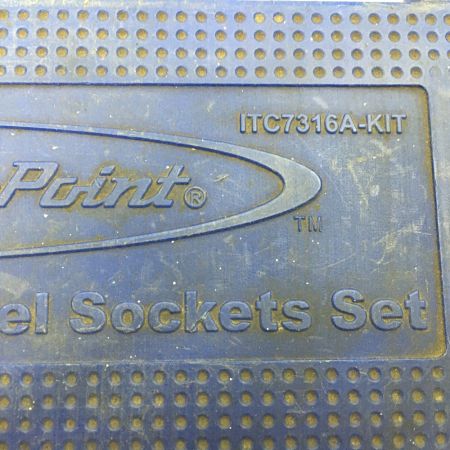 ITC7316A-KIT
Point®
TM
el Sockets Set